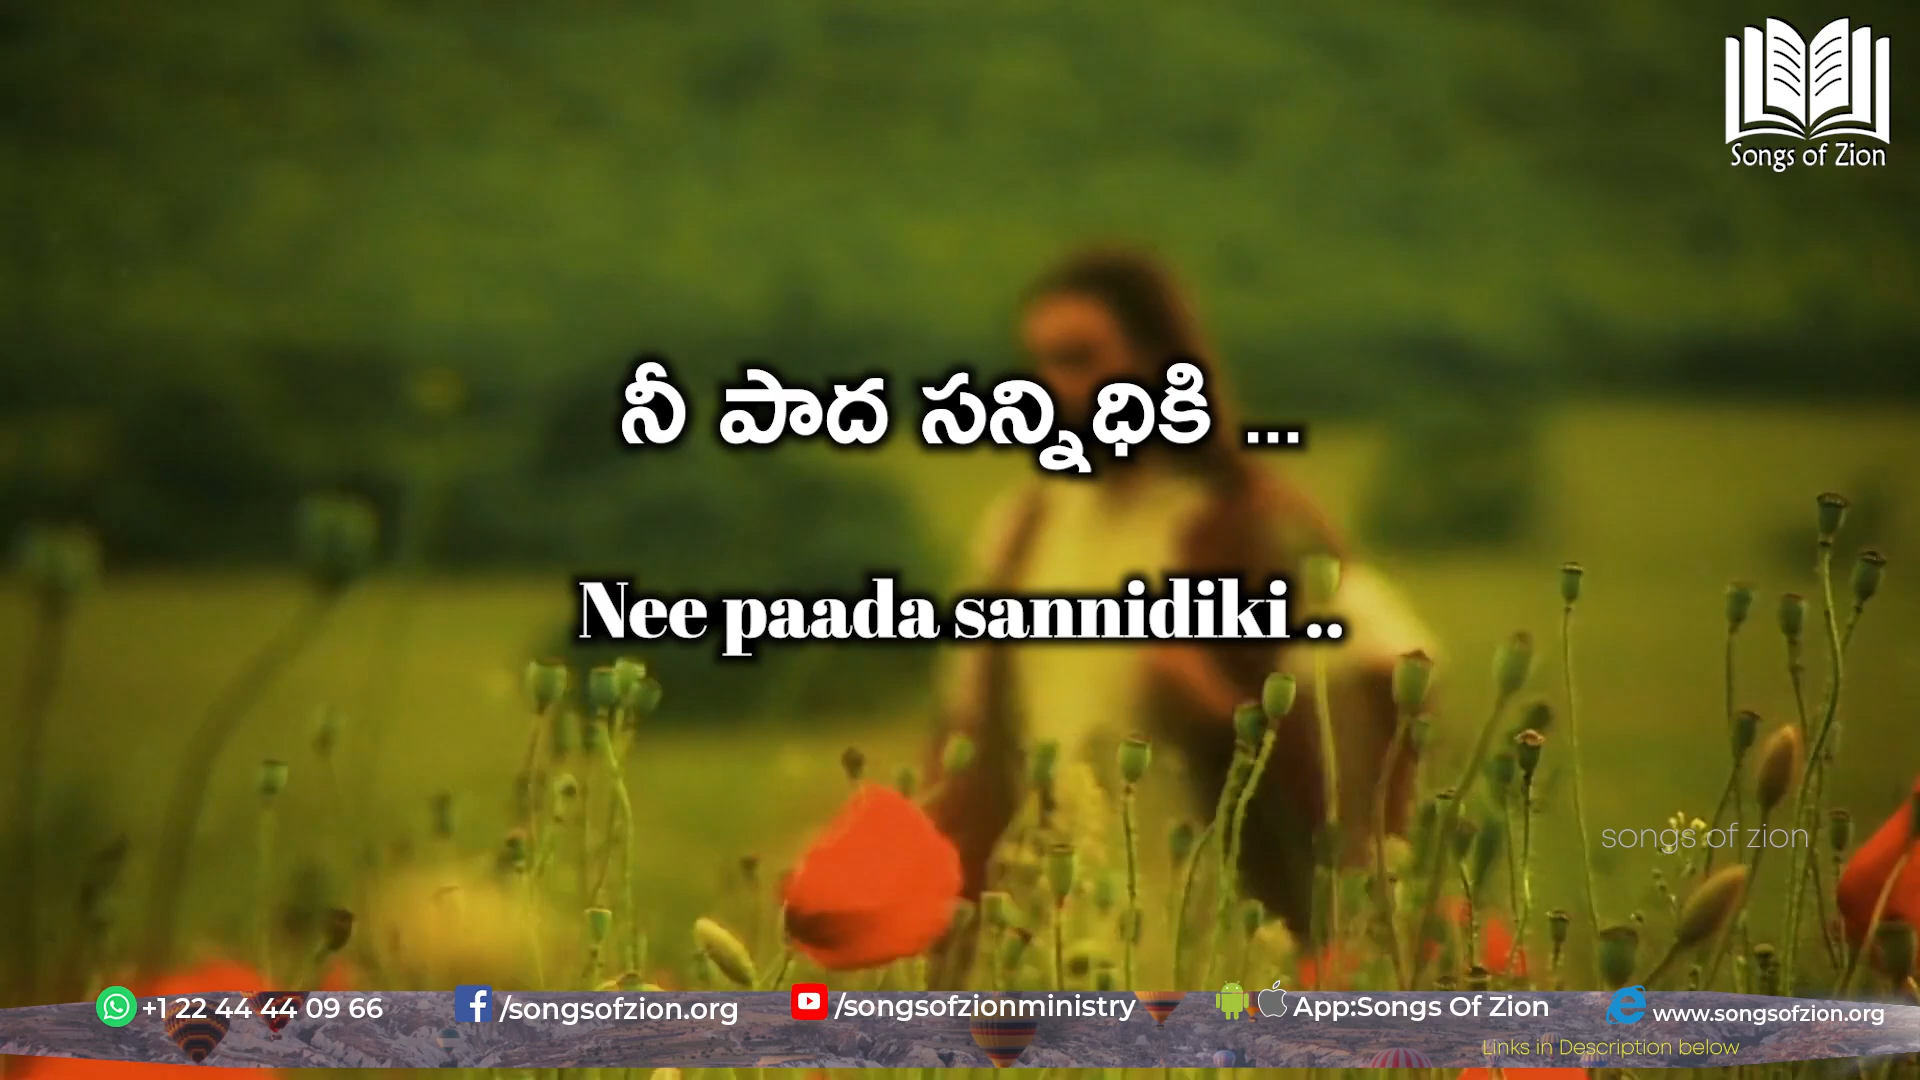 Songs of Zion
నీ పాద సన్నిధికి ...
Nee paada sannidiki ..
songs of zion
+1 22 44 44 09 66
/songsofzion.org
/songsofzionministry
App:Songs Of Zion
www.songsofzion.org
Links in Description below